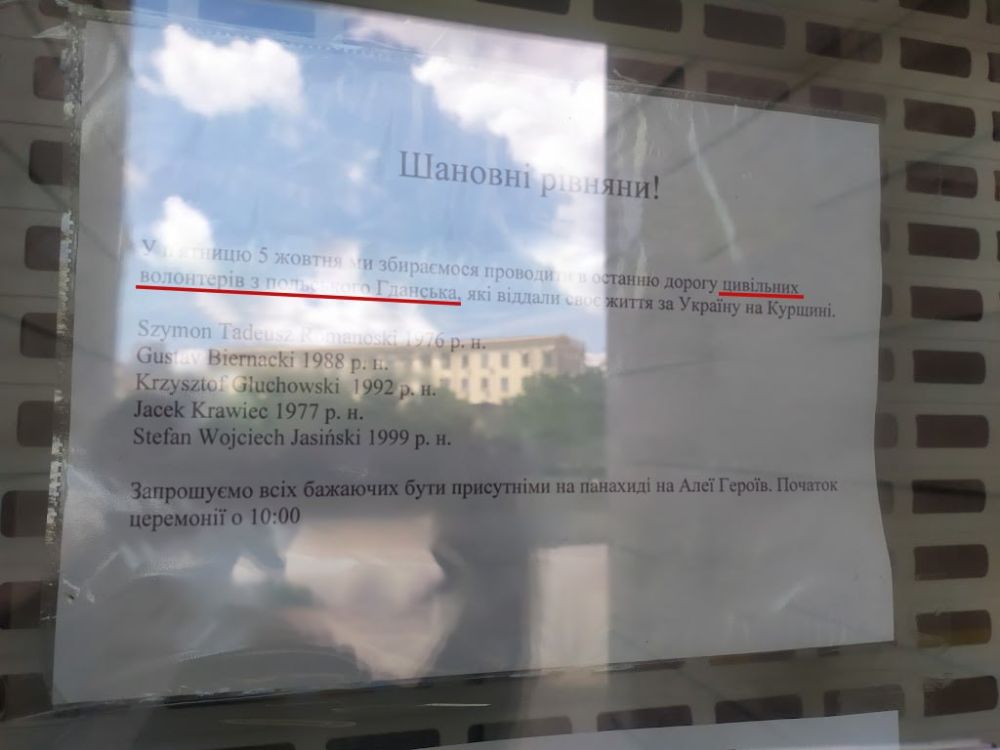 Шановні рівняни!
У п'ятницю 5 жовтня ми збираємося проводити в останню дорогу цивільних
волонтерів з польського Гданська, які віддали своє життя за Україну на Курщині.
Szymon Tadeusz Romanoski 1976 р. н.
Gustav Biernacki 1988 р. н.
Krzysztof Gluchowski 1992 р. н.
Jacek Krawiec 1977 р. н.
Stefan Wojciech Jasiński 1999 р. н.
Запрошуємо всіх бажаючих бути присутніми на панахиді на Алеї Героїв. Початок
церемонії о 10:00